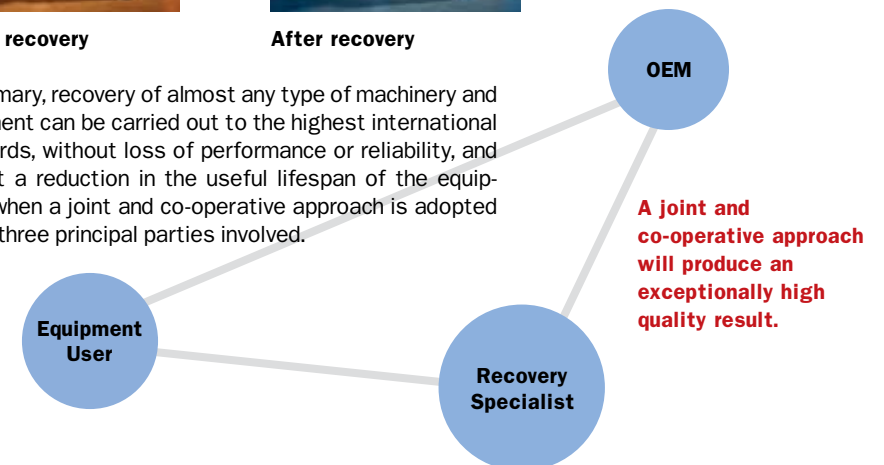 recovery
After recovery
mary, recovery of almost any type of machinery and
ment can be carried out to the highest international
rds, without loss of performance or reliability, and
t a reduction in the useful lifespan of the equip-
when a joint and co-operative approach is adopted
three principal parties involved.
OEM
A joint and
co-operative approach
will produce an
exceptionally high
quality result.
Equipment
User
Recovery
Specialist